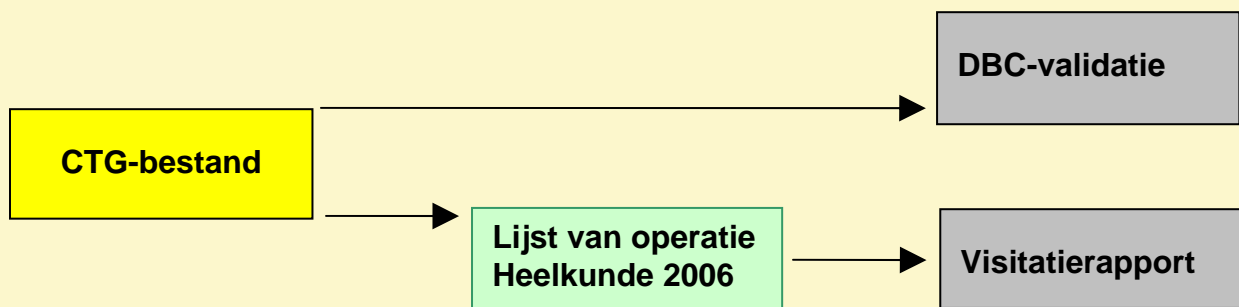 DBC-validatie
CTG-bestand
Lijst van operatie
Heelkunde 2006
Visitatierapport